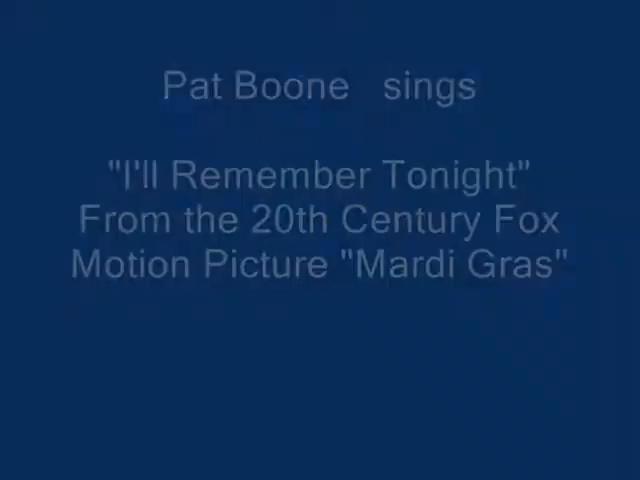 Pat Boone sings
"I'll Remember Tonight"
From the 20th Century Fox
Motion Picture "Mardi Gras"